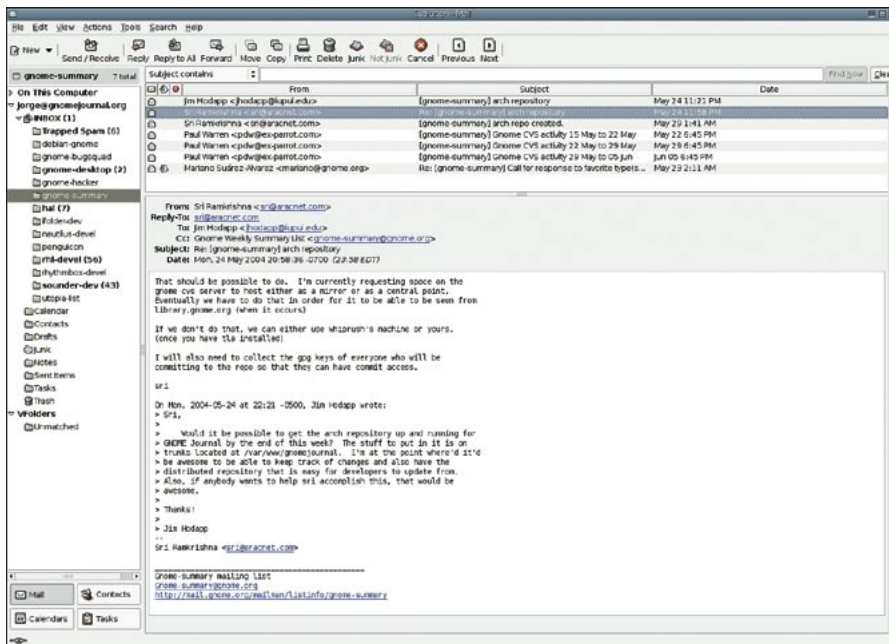 Evolution - Mail
File Edit View Actions Tools Search Help
New Send / Receive Reply Reply to All Forward Move Copy Print Delete Junk Not Junk Cancel Previous Next
gnome-summary 7 total
Subject contains Find Now Clear
On This Computer
jorge@gnomejournal.org
INBOX (1)
Trapped Spam (6)
debian-gnome
gnome-bugsquad
gnome-desktop (2)
gnome-hacker
gnome-summary
hal (7)
ifolder-dev
nautilus-devel
penguicon
rhl-devel (56)
rhythmbox-devel
sounder-dev (43)
utopia-list
Calendar
Contacts
Drafts
Junk
Notes
Sent Items
Tasks
Trash
VFolders
Unmatched
Mail Contacts
Calendars Tasks
From Subject Date
Jim Hodapp <jhodapp@iupui.edu> [gnome-summary] arch repository May 24 11:21 PM
Sri Ramkrishna <sri@aracnet.com> Re: [gnome-summary] arch repository May 24 11:58 PM
Sri Ramkrishna <sri@aracnet.com> [gnome-summary] arch repo created. May 29 1:41 AM
Paul Warren <pdw@ex-parrot.com> [gnome-summary] Gnome CVS activity 15 May to 22 May May 22 6:45 PM
Paul Warren <pdw@ex-parrot.com> [gnome-summary] Gnome CVS activity 22 May to 29 May May 29 6:45 PM
Paul Warren <pdw@ex-parrot.com> [gnome-summary] Gnome CVS activity 29 May to 05 Jun Jun 05 6:45 PM
Mariano Suárez-Alvarez <mariano@gnome.org> Re: [gnome-summary] Call for response to favorite type is... May 23 2:11 AM
From: Sri Ramkrishna <sri@aracnet.com>
Reply-To: sri@aracnet.com
To: Jim Hodapp <jhodapp@iupui.edu>
CC: Gnome Weekly Summary List <gnome-summary@gnome.org>
Subject: Re: [gnome-summary] arch repository
Date: Mon, 24 May 2004 20:58:36 -0700 (23:58 EDT)
That should be possible to do. I'm currently requesting space on the
gnome cvs server to host either as a mirror or as a central point.
Eventually we have to do that in order for it to be able to be seen from
library.gnome.org (when it occurs)
If we don't do that, we can either use whiprush's machine or yours.
(once you have tla installed)
I will also need to collect the gpg keys of everyone who will be
committing to the repo so that they can have commit access.
sri
On Mon, 2004-05-24 at 22:21 -0500, Jim Hodapp wrote:
> Sri,
>
> Would it be possible to get the arch repository up and running for
> GNOME Journal by the end of this week? The stuff to put in it is on
> trunks located at /var/www/gnomejournal. I'm at the point where'd it'd
> be awesome to be able to keep track of changes and also have the
> distributed repository that is easy for developers to update from.
> Also, if anybody wants to help sri accomplish this, that would be
> awesome.
>
> Thanks!
>
> Jim Hodapp
--
Sri Ramkrishna <sri@aracnet.com>
Gnome-summary mailing list
Gnome-summary@gnome.org
http://mail.gnome.org/mailman/listinfo/gnome-summary